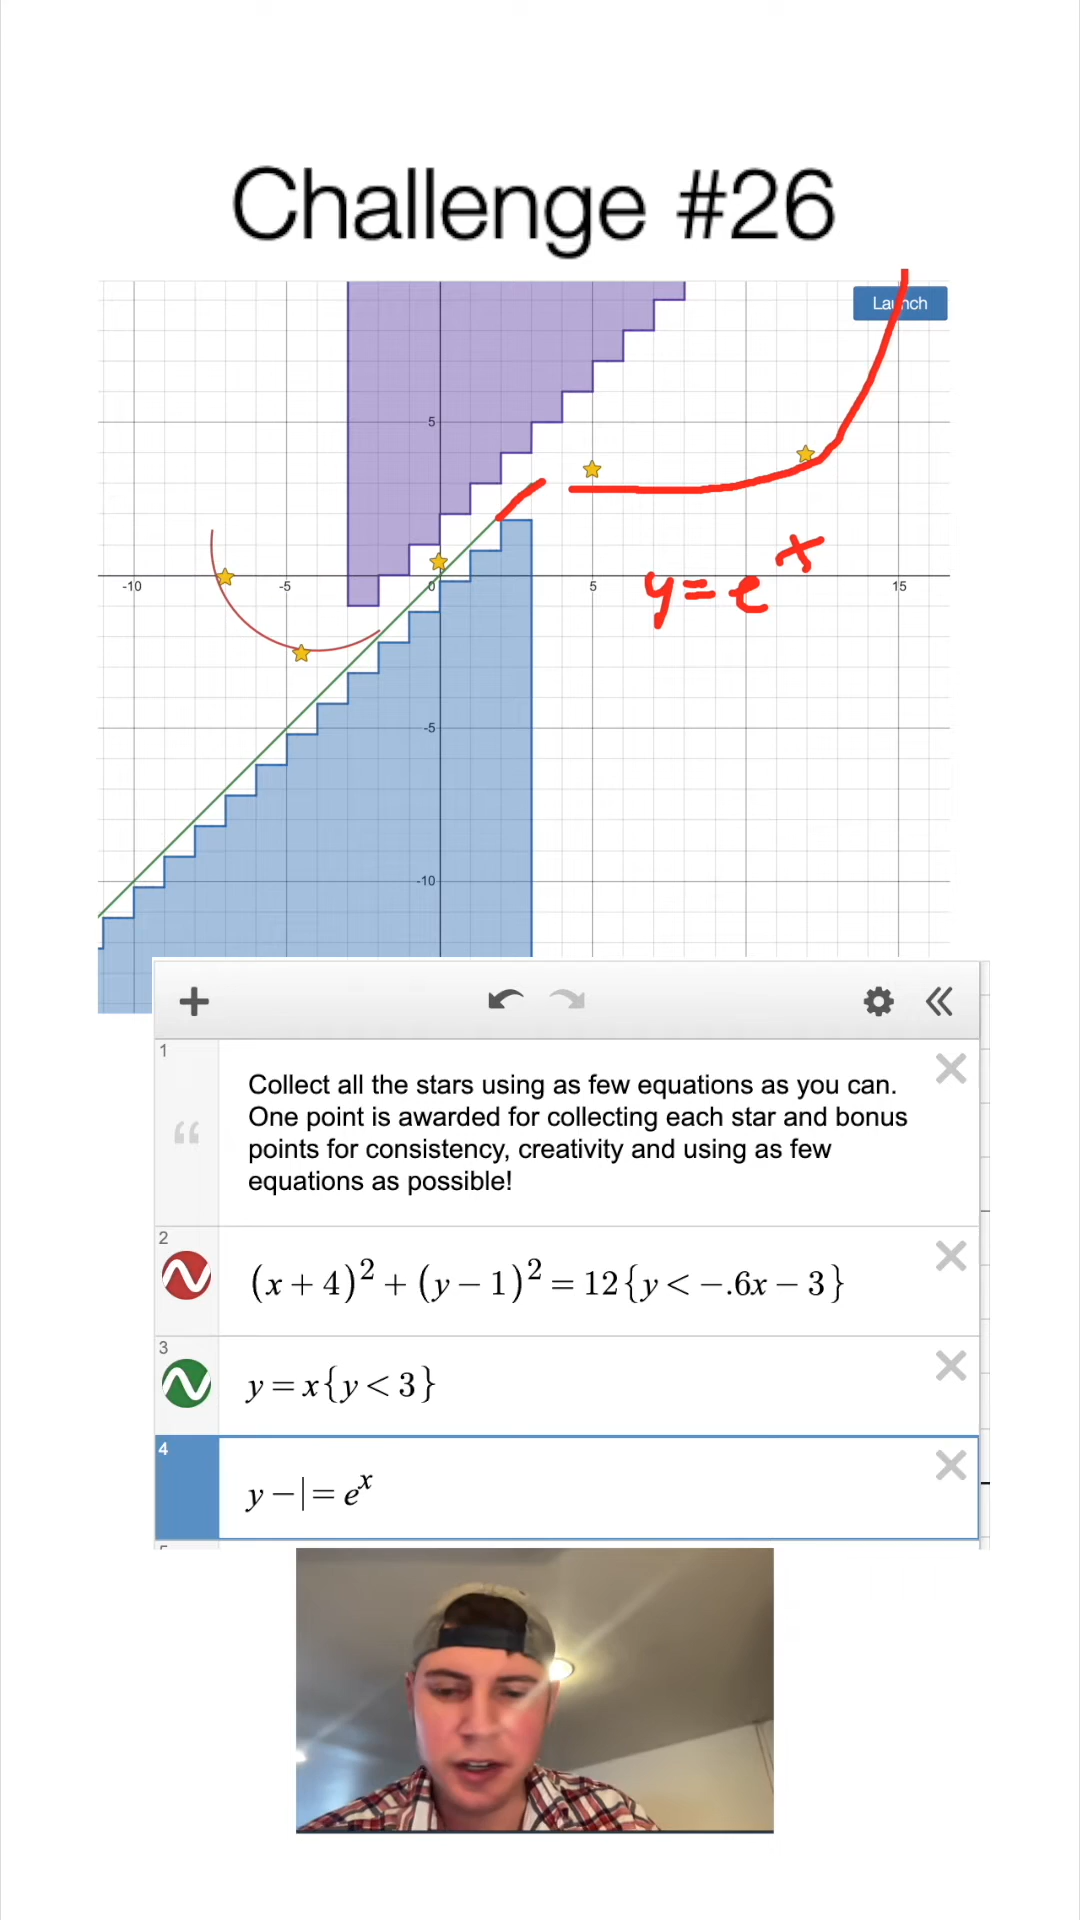 Challenge #26
Launch
5
-10
-5
0
5
15
-5
-10
y=e^x
1
Collect all the stars using as few equations as you can.
One point is awarded for collecting each star and bonus
points for consistency, creativity and using as few
equations as possible!
2
(x+4)²+(y−1)²=12{y<−.6x−3}
3
y=x{y<3}
4
y−|=e^x